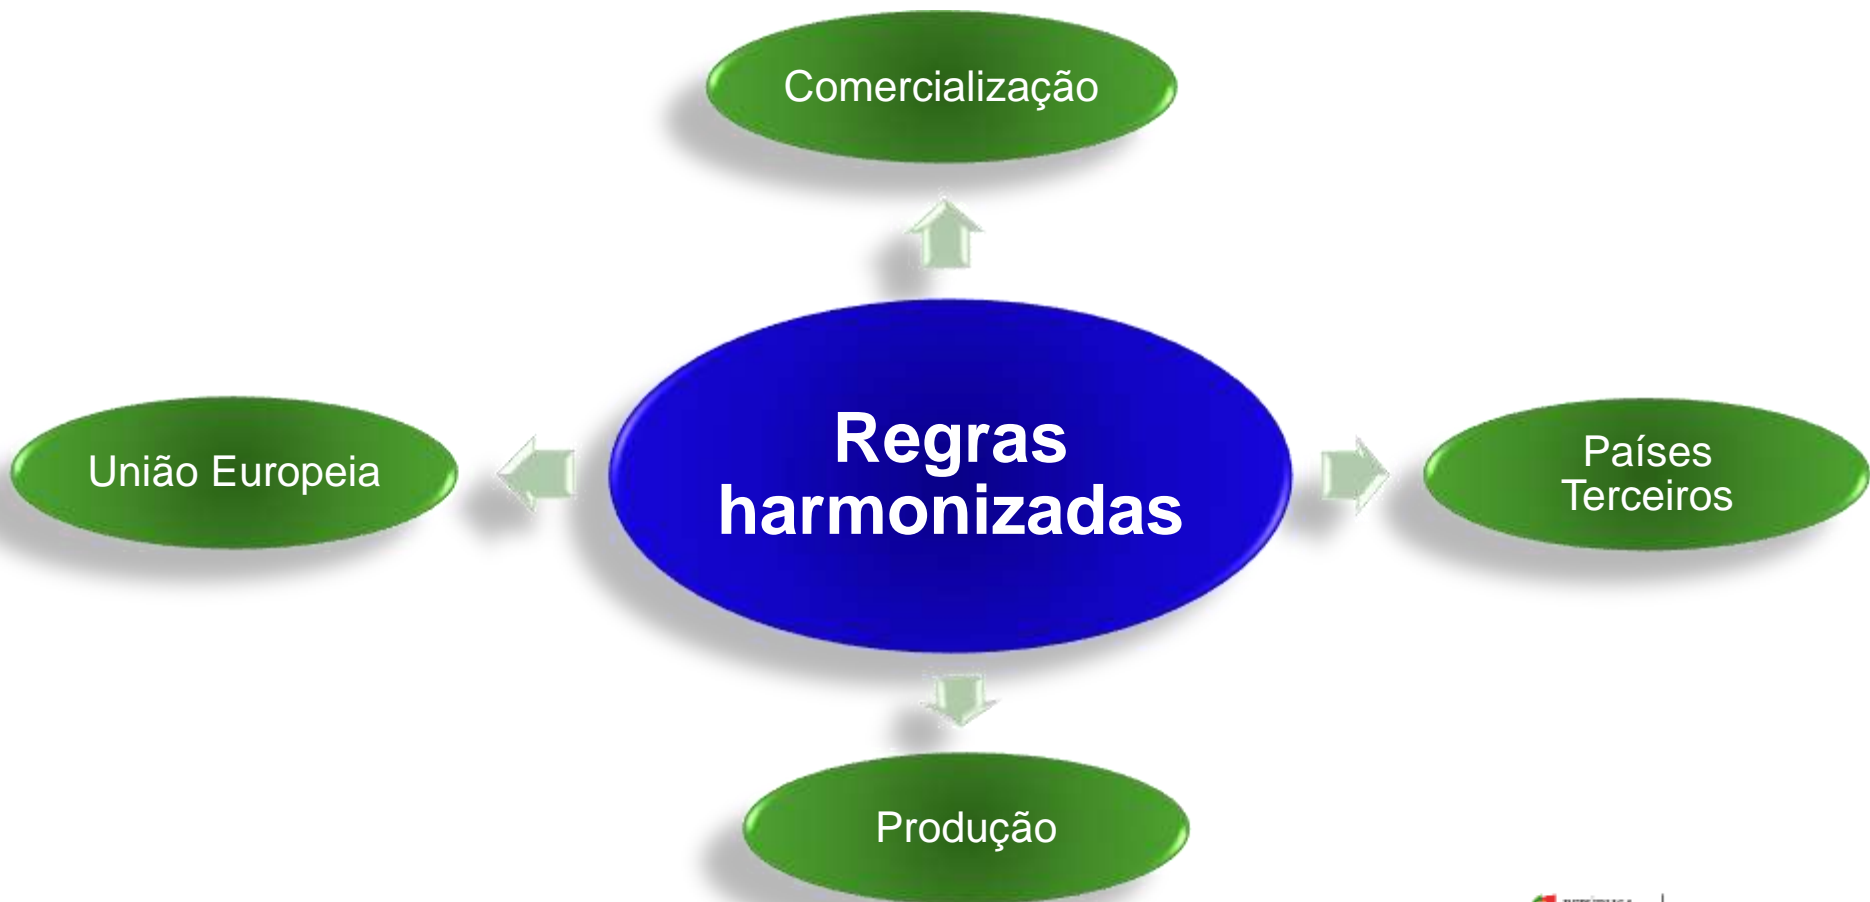 Comercialização
União Europeia
Regras
harmonizadas
Países
Terceiros
Produção